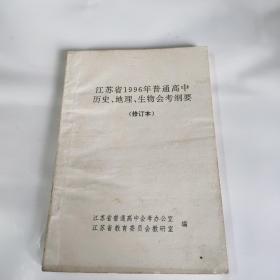 江苏省1996年普通高中
历史、地理、生物会考纲要
(修订本)
江苏省普通高中会考办公室
江苏省教育委员会教研室
编